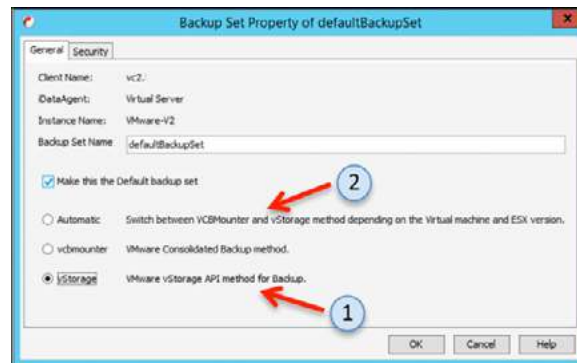 Backup Set Property of defaultBackupSet
x
General Security
Client Name: vc2.
iDataAgent: Virtual Server
Instance Name: VMware-V2
Backup Set Name defaultBackupSet
Make this the Default backup set
2
Automatic Switch between VCBMounter and vStorage method depending on the Virtual machine and ESX version.
vcbmounter VMware Consolidated Backup method.
vStorage VMware vStorage API method for Backup.
1
OK Cancel Help